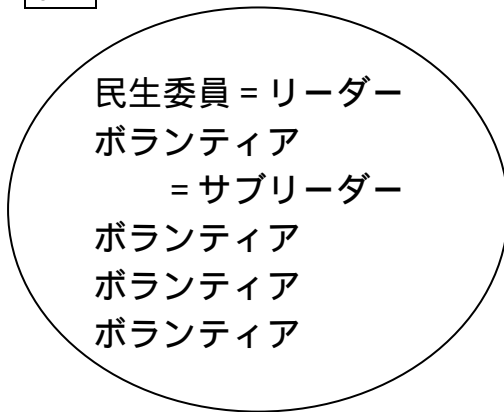 民生委員 = リーダー
ボランティア
= サブリーダー
ボランティア
ボランティア
ボランティア